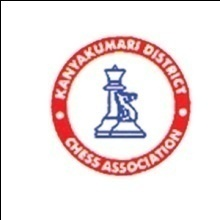 KANYAKUMARI DISTRICT
CHESS ASSOCIATION